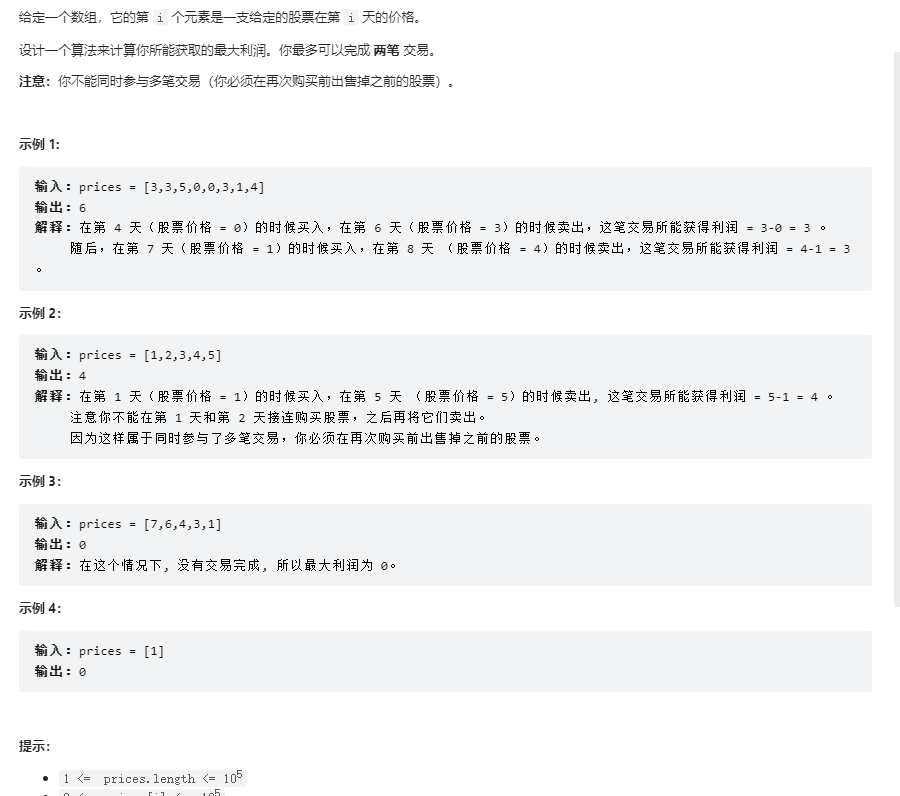 给定一个数组，它的第 i 个元素是一支给定的股票在第 i 天的价格。
设计一个算法来计算你所能获取的最大利润。你最多可以完成 两笔 交易。
注意：你不能同时参与多笔交易（你必须在再次购买前出售掉之前的股票）。
示例 1:
输入：prices = [3,3,5,0,0,3,1,4]
输出：6
解释：在第 4 天（股票价格 = 0）的时候买入，在第 6 天（股票价格 = 3）的时候卖出，这笔交易所能获得利润 = 3-0 = 3 。
随后，在第 7 天（股票价格 = 1）的时候买入，在第 8 天 （股票价格 = 4）的时候卖出，这笔交易所能获得利润 = 4-1 = 3
。
示例 2：
输入：prices = [1,2,3,4,5]
输出：4
解释：在第 1 天（股票价格 = 1）的时候买入，在第 5 天 （股票价格 = 5）的时候卖出, 这笔交易所能获得利润 = 5-1 = 4 。
注意你不能在第 1 天和第 2 天接连购买股票，之后再将它们卖出。
因为这样属于同时参与了多笔交易，你必须在再次购买前出售掉之前的股票。
示例 3：
输入：prices = [7,6,4,3,1]
输出：0
解释：在这个情况下, 没有交易完成, 所以最大利润为 0。
示例 4：
输入：prices = [1]
输出：0
提示：
1 <= prices.length <= 10⁵